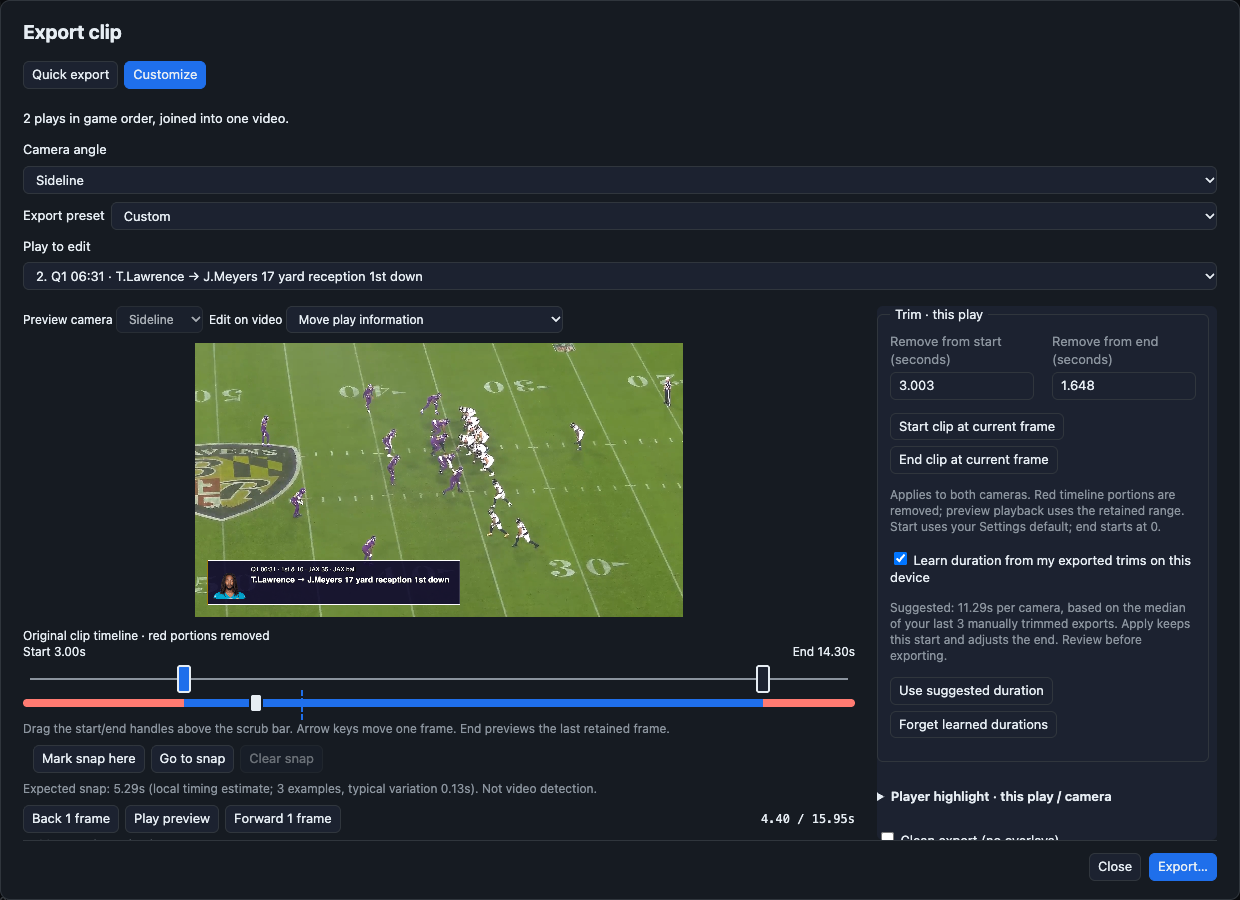 Export clip
Quick export
Customize
2 plays in game order, joined into one video.
Camera angle
Sideline
Export preset
Custom
Play to edit
2. Q1 06:31 · T.Lawrence → J.Meyers 17 yard reception 1st down
Preview camera
Sideline
Edit on video
Move play information
RAVENS
T.Lawrence → J.Meyers 17 yard reception 1st down
Original clip timeline · red portions removed
Start 3.00s
End 14.30s
Drag the start/end handles above the scrub bar. Arrow keys move one frame. End previews the last retained frame.
Mark snap here
Go to snap
Clear snap
Expected snap: 5.29s (local timing estimate; 3 examples, typical variation 0.13s). Not video detection.
Back 1 frame
Play preview
Forward 1 frame
4.40 / 15.95s
Trim · this play
Remove from start (seconds)
3.003
Remove from end (seconds)
1.648
Start clip at current frame
End clip at current frame
Applies to both cameras. Red timeline portions are
removed; preview playback uses the retained range.
Start uses your Settings default; end starts at 0.
Learn duration from my exported trims on this
device
Suggested: 11.29s per camera, based on the median
of your last 3 manually trimmed exports. Apply keeps
this start and adjusts the end. Review before
exporting.
Use suggested duration
Forget learned durations
Player highlight · this play / camera
Clean export (no overlays)
Close
Export...